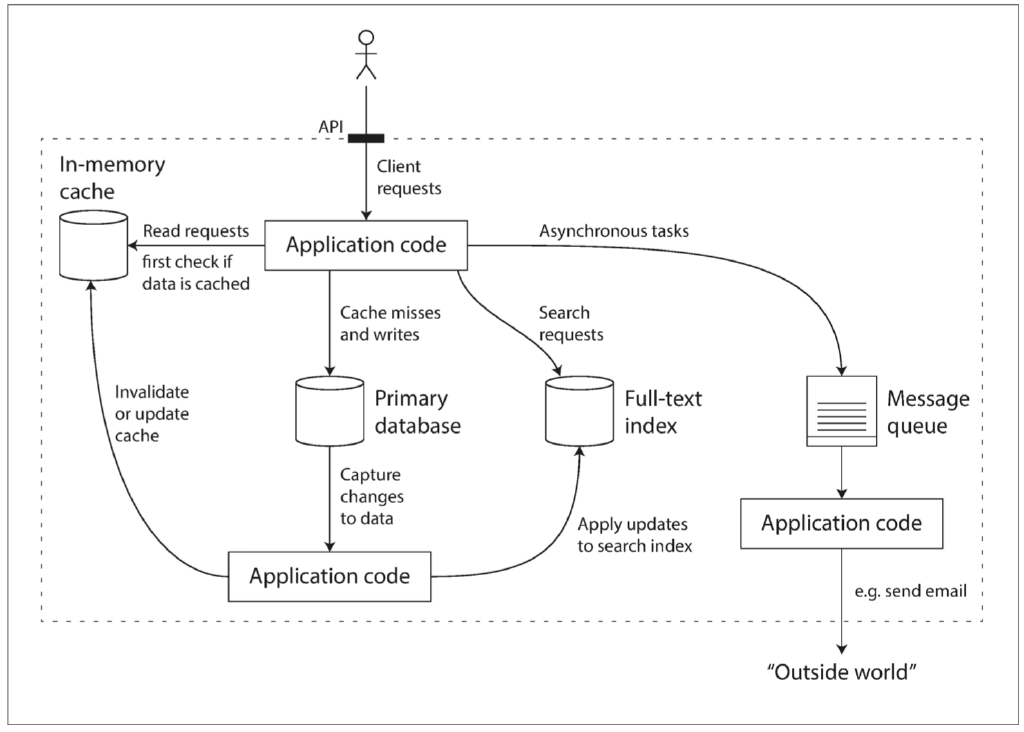 API
Client
requests
In-memory
cache
Read requests
first check if
data is cached
Application code
Asynchronous tasks
Cache misses
and writes
Search
requests
Invalidate
or update
cache
Primary
database
Full-text
index
Message
queue
Capture
changes
to data
Apply updates
to search index
Application code
Application code
e.g. send email
“Outside world”